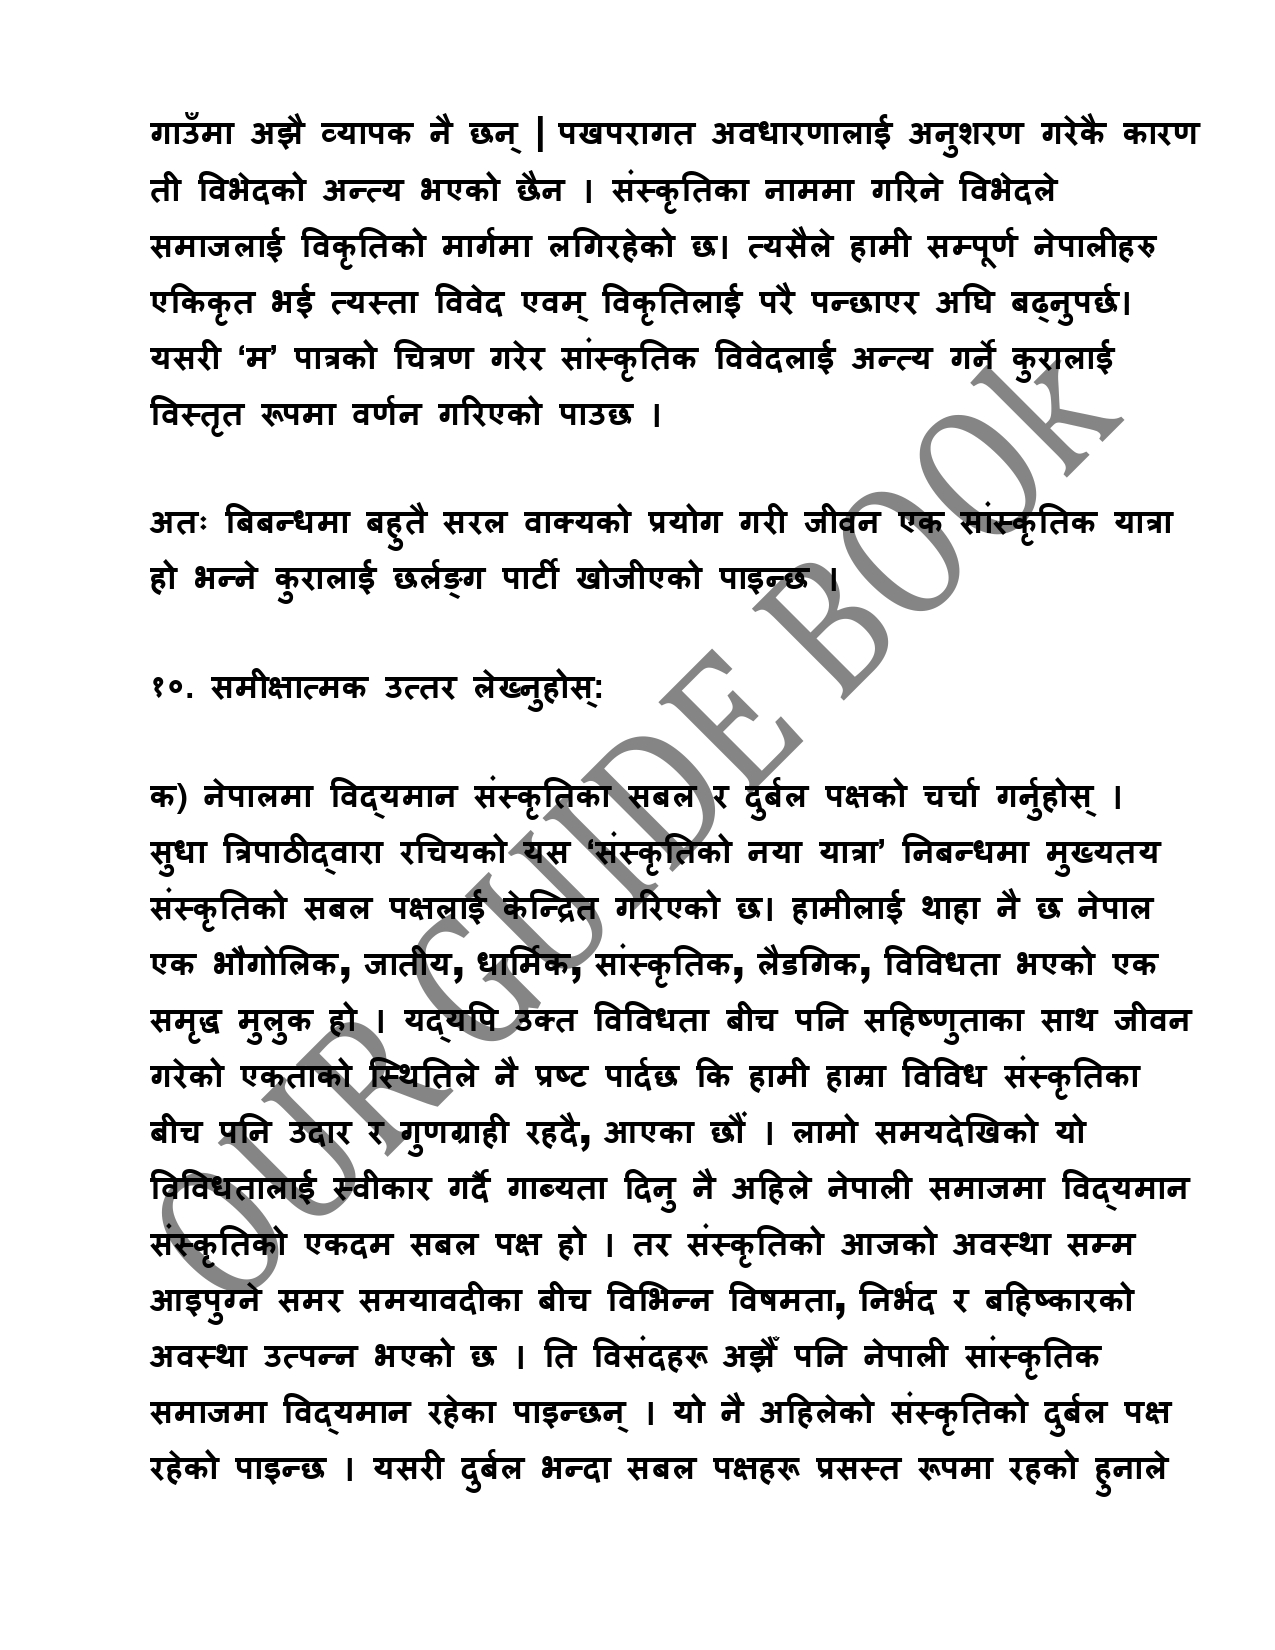 गाउँमा अझै व्यापक नै छन् | पखपरागत अवधारणालाई अनुशरण गरेकै कारण
ती विभेदको अन्त्य भएको छैन । संस्कृतिका नाममा गरिने विभेदले
समाजलाई विकृतिको मार्गमा लगिरहेको छ। त्यसैले हामी सम्पूर्ण नेपालीहरु
एकिकृत भई त्यस्ता विवेद एवम् विकृतिलाई परै पन्छाएर अघि बढ्नुपर्छ।
यसरी ‘म’ पात्रको चित्रण गरेर सांस्कृतिक विवेदलाई अन्त्य गर्ने कुरालाई
विस्तृत रूपमा वर्णन गरिएको पाउछ ।
अतः बिबन्धमा बहुतै सरल वाक्यको प्रयोग गरी जीवन एक सांस्कृतिक यात्रा
हो भन्ने कुरालाई छर्लङ्ग पार्टी खोजीएको पाइन्छ ।
१०. समीक्षात्मक उत्तर लेख्नुहोस्:
क) नेपालमा विद्यमान संस्कृतिका सबल र दुर्बल पक्षको चर्चा गर्नुहोस् ।
सुधा त्रिपाठीद्वारा रचियको यस ‘संस्कृतिको नया यात्रा’ निबन्धमा मुख्यतय
संस्कृतिको सबल पक्षलाई केन्द्रित गरिएको छ। हामीलाई थाहा नै छ नेपाल
एक भौगोलिक, जातीय, धार्मिक, सांस्कृतिक, लैडगिक, विविधता भएको एक
समृद्ध मुलुक हो । यद्यपि उक्त विविधता बीच पनि सहिष्णुताका साथ जीवन
गरेको एकताको स्थितिले नै प्रष्ट पार्दछ कि हामी हाम्रा विविध संस्कृतिका
बीच पनि उदार र गुणग्राही रहदै, आएका छौं । लामो समयदेखिको यो
विविधतालाई स्वीकार गर्दै गाब्यता दिनु नै अहिले नेपाली समाजमा विद्यमान
संस्कृतिको एकदम सबल पक्ष हो । तर संस्कृतिको आजको अवस्था सम्म
आइपुग्ने समर समयावदीका बीच विभिन्न विषमता, निर्भद र बहिष्कारको
अवस्था उत्पन्न भएको छ । ति विसंदहरू अझैँ पनि नेपाली सांस्कृतिक
समाजमा विद्यमान रहेका पाइन्छन् । यो नै अहिलेको संस्कृतिको दुर्बल पक्ष
रहेको पाइन्छ । यसरी दुर्बल भन्दा सबल पक्षहरू प्रसस्त रूपमा रहको हुनाले
OUR GUIDE BOOK